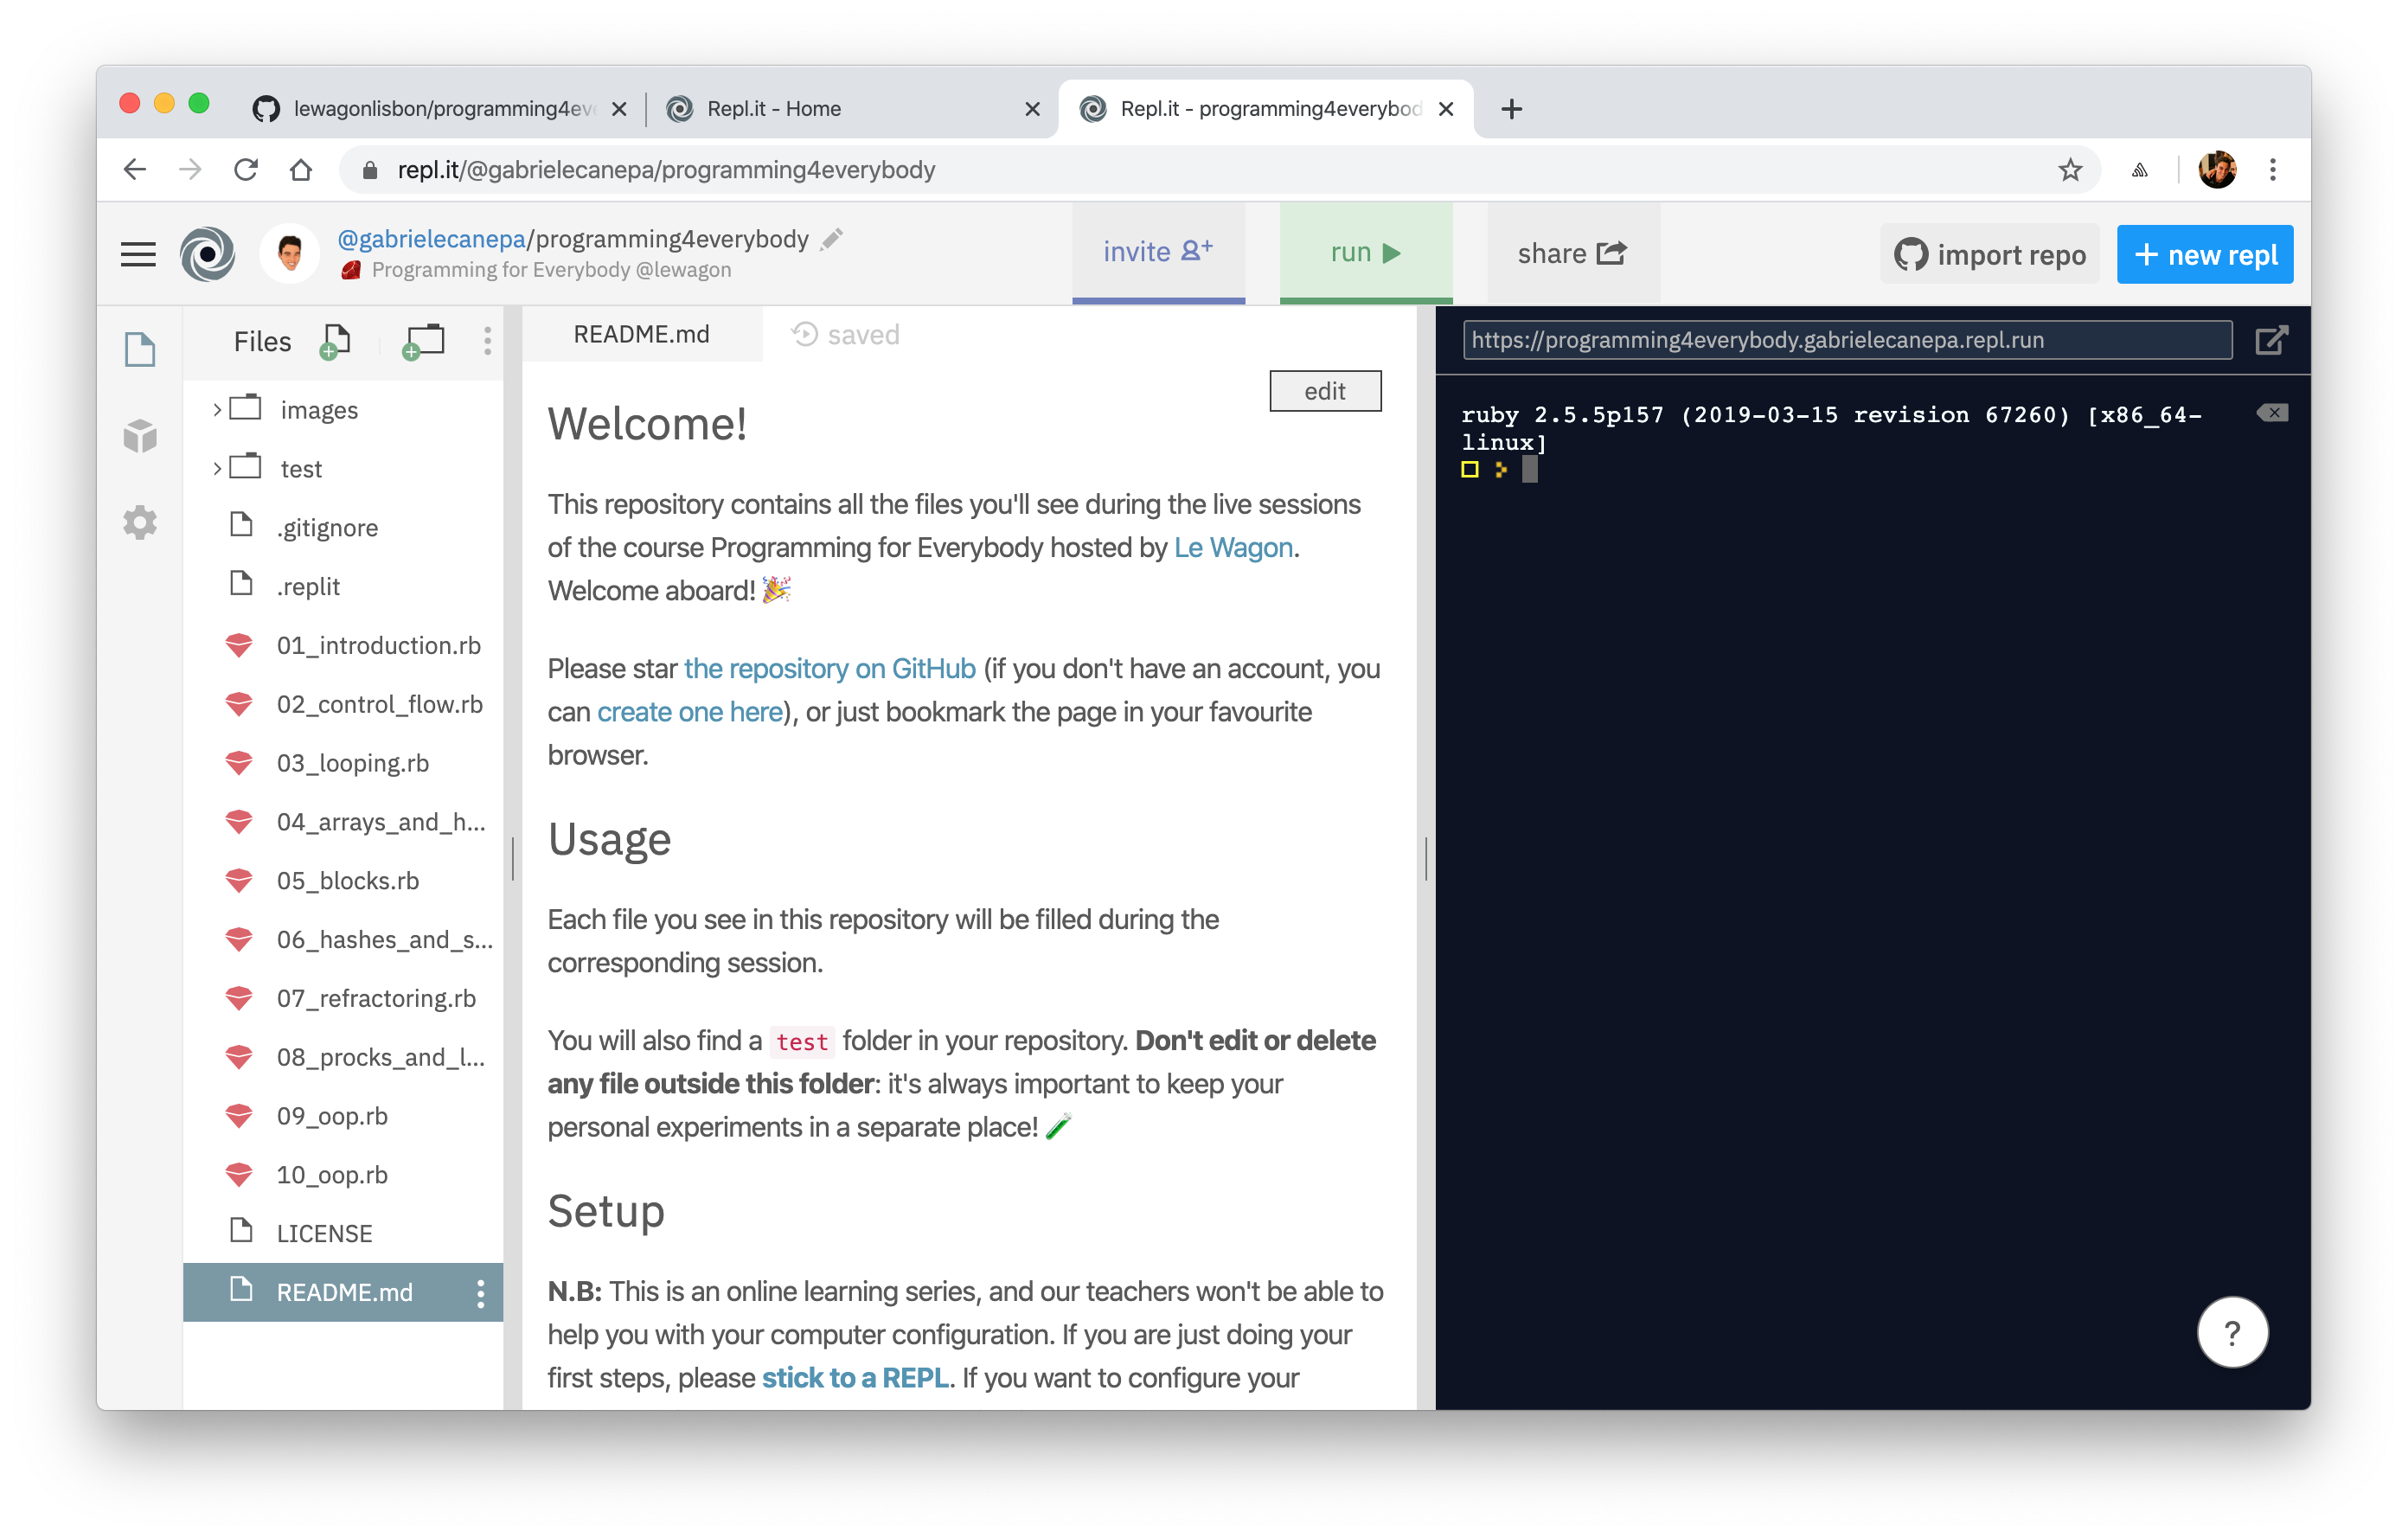 lewagonlisbon/programming4eve
Repl.it - Home
Repl.it - programming4everybod
repl.it/@gabrielecanepa/programming4everybody
@gabrielecanepa/programming4everybody
Programming for Everybody @lewagon
invite
run
share
import repo
+ new repl
Files
images
test
.gitignore
.replit
01_introduction.rb
02_control_flow.rb
03_looping.rb
04_arrays_and_h...
05_blocks.rb
06_hashes_and_s...
07_refractoring.rb
08_procks_and_l...
09_oop.rb
10_oop.rb
LICENSE
README.md
README.md
saved
edit
Welcome!
This repository contains all the files you'll see during the live sessions
of the course Programming for Everybody hosted by Le Wagon.
Welcome aboard! 🎉
Please star the repository on GitHub (if you don't have an account, you
can create one here), or just bookmark the page in your favourite
browser.
Usage
Each file you see in this repository will be filled during the
corresponding session.
You will also find a test folder in your repository. Don't edit or delete
any file outside this folder: it's always important to keep your
personal experiments in a separate place! 🧪
Setup
N.B: This is an online learning series, and our teachers won't be able to
help you with your computer configuration. If you are just doing your
first steps, please stick to a REPL. If you want to configure your
https://programming4everybody.gabrielecanepa.repl.run
ruby 2.5.5p157 (2019-03-15 revision 67260) [x86_64-
linux]
?